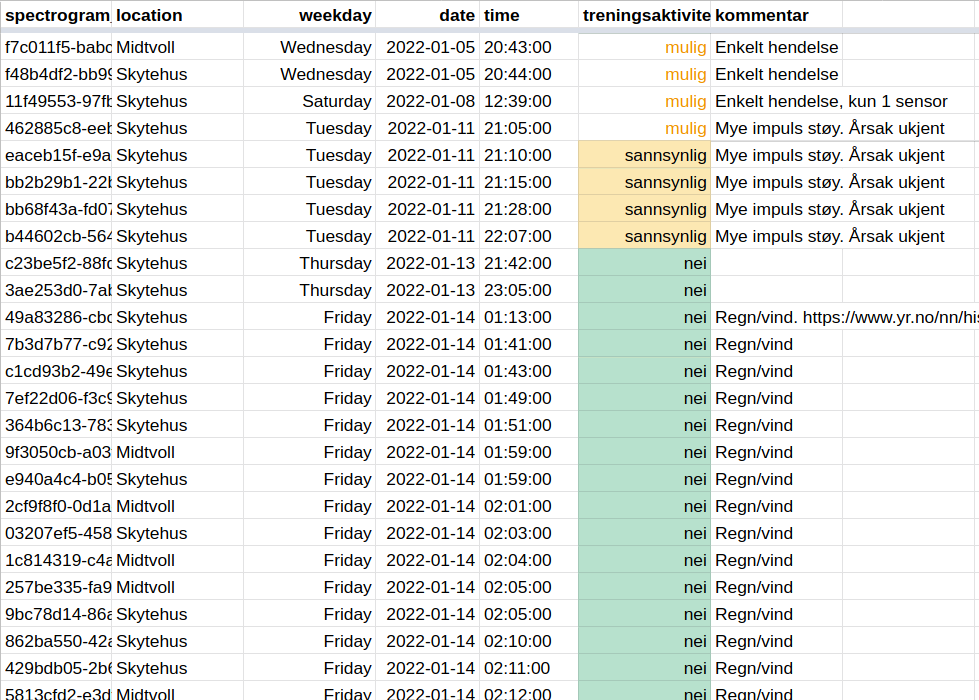 spectrogram_ location weekday date time treningsaktivite kommentar
f7c011f5-babc Midtvoll Wednesday 2022-01-05 20:43:00 mulig Enkelt hendelse
f48b4df2-bb99 Skytehus Wednesday 2022-01-05 20:44:00 mulig Enkelt hendelse
11f49553-97fb Skytehus Saturday 2022-01-08 12:39:00 mulig Enkelt hendelse, kun 1 sensor
462885c8-eeb Skytehus Tuesday 2022-01-11 21:05:00 mulig Mye impuls støy. Årsak ukjent
eaceb15f-e9a Skytehus Tuesday 2022-01-11 21:10:00 sannsynlig Mye impuls støy. Årsak ukjent
bb2b29b1-22b Skytehus Tuesday 2022-01-11 21:15:00 sannsynlig Mye impuls støy. Årsak ukjent
bb68f43a-fd07 Skytehus Tuesday 2022-01-11 21:28:00 sannsynlig Mye impuls støy. Årsak ukjent
b44602cb-564 Skytehus Tuesday 2022-01-11 22:07:00 sannsynlig Mye impuls støy. Årsak ukjent
c23be5f2-88fc Skytehus Thursday 2022-01-13 21:42:00 nei
3ae253d0-7ab Skytehus Thursday 2022-01-13 23:05:00 nei
49a83286-cbc Skytehus Friday 2022-01-14 01:13:00 nei Regn/vind. https://www.yr.no/nn/his
7b3d7b77-c92 Skytehus Friday 2022-01-14 01:41:00 nei Regn/vind
c1cd93b2-49e Skytehus Friday 2022-01-14 01:43:00 nei Regn/vind
7ef22d06-f3c9 Skytehus Friday 2022-01-14 01:49:00 nei Regn/vind
364b6c13-783 Skytehus Friday 2022-01-14 01:51:00 nei Regn/vind
9f3050cb-a03 Midtvoll Friday 2022-01-14 01:59:00 nei Regn/vind
e940a4c4-b05 Skytehus Friday 2022-01-14 01:59:00 nei Regn/vind
2cf9f8f0-0d1a Midtvoll Friday 2022-01-14 02:01:00 nei Regn/vind
03207ef5-458 Skytehus Friday 2022-01-14 02:03:00 nei Regn/vind
1c814319-c4a Midtvoll Friday 2022-01-14 02:04:00 nei Regn/vind
257be335-fa9 Midtvoll Friday 2022-01-14 02:05:00 nei Regn/vind
9bc78d14-86a Skytehus Friday 2022-01-14 02:05:00 nei Regn/vind
862ba550-42a Skytehus Friday 2022-01-14 02:10:00 nei Regn/vind
429bdb05-2b6 Skytehus Friday 2022-01-14 02:11:00 nei Regn/vind
5813cfd2-e3d Midtvoll Friday 2022-01-14 02:12:00 nei Regn/vind